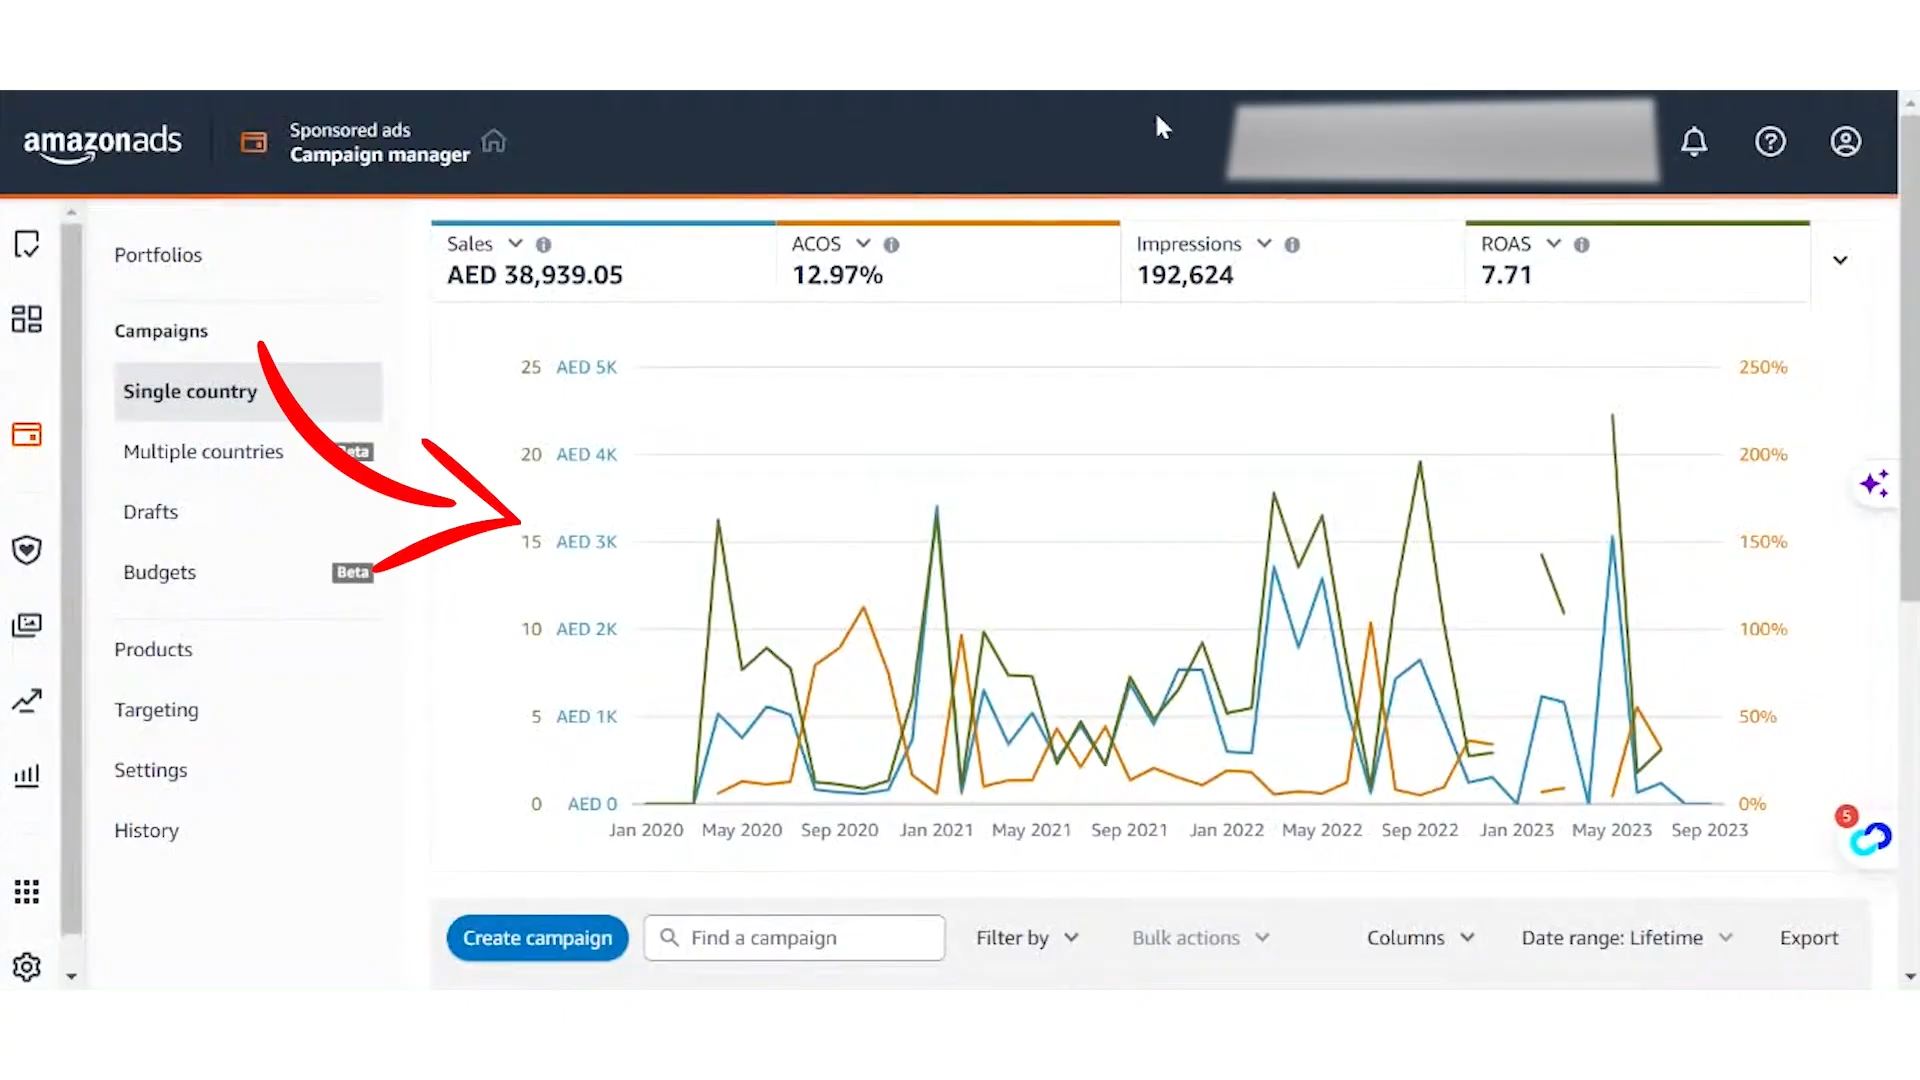 amazonads
Sponsored ads
Campaign manager
Portfolios
Campaigns
Single country
Multiple countries
Drafts
Budgets Beta
Products
Targeting
Settings
History
Sales
AED 38,939.05
ACOS
12.97%
Impressions
192,624
ROAS
7.71
25 AED 5K 250%
20 AED 4K 200%
15 AED 3K 150%
10 AED 2K 100%
5 AED 1K 50%
0 AED 0 0%
Jan 2020 May 2020 Sep 2020 Jan 2021 May 2021 Sep 2021 Jan 2022 May 2022 Sep 2022 Jan 2023 May 2023 Sep 2023
5
Create campaign Find a campaign Filter by Bulk actions Columns Date range: Lifetime Export